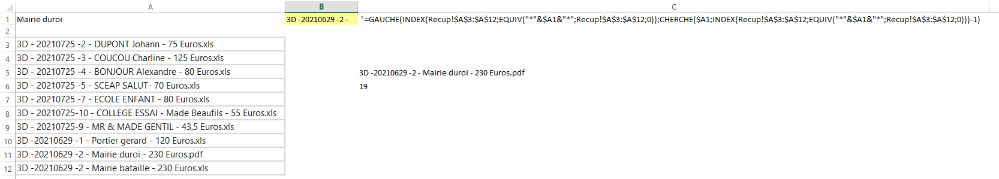 A B C
1 Mairie duroi 3D -20210629 -2 - ' =GAUCHE(INDEX(Recup!$A$3:$A$12;EQUIV("*"&$A1&"*";Recup!$A$3:$A$12;0));CHERCHE($A1;INDEX(Recup!$A$3:$A$12;EQUIV("*"&$A1&"*";Recup!$A$3:$A$12;0)))-1)
2
3 3D - 20210725 -2 - DUPONT Johann - 75 Euros.xls
4 3D - 20210725 -3 - COUCOU Charline - 125 Euros.xls
5 3D - 20210725 -4 - BONJOUR Alexandre - 80 Euros.xls 3D -20210629 -2 - Mairie duroi - 230 Euros.pdf
6 3D - 20210725 -5 - SCEAP SALUT- 70 Euros.xls 19
7 3D - 20210725 -7 - ECOLE ENFANT - 80 Euros.xls
8 3D - 20210725-10 - COLLEGE ESSAI - Made Beaufils - 55 Euros.xls
9 3D - 20210725-9 - MR & MADE GENTIL - 43,5 Euros.xls
10 3D -20210629 -1 - Portier gerard - 120 Euros.xls
11 3D -20210629 -2 - Mairie duroi - 230 Euros.pdf
12 3D -20210629 -2 - Mairie bataille - 230 Euros.xls